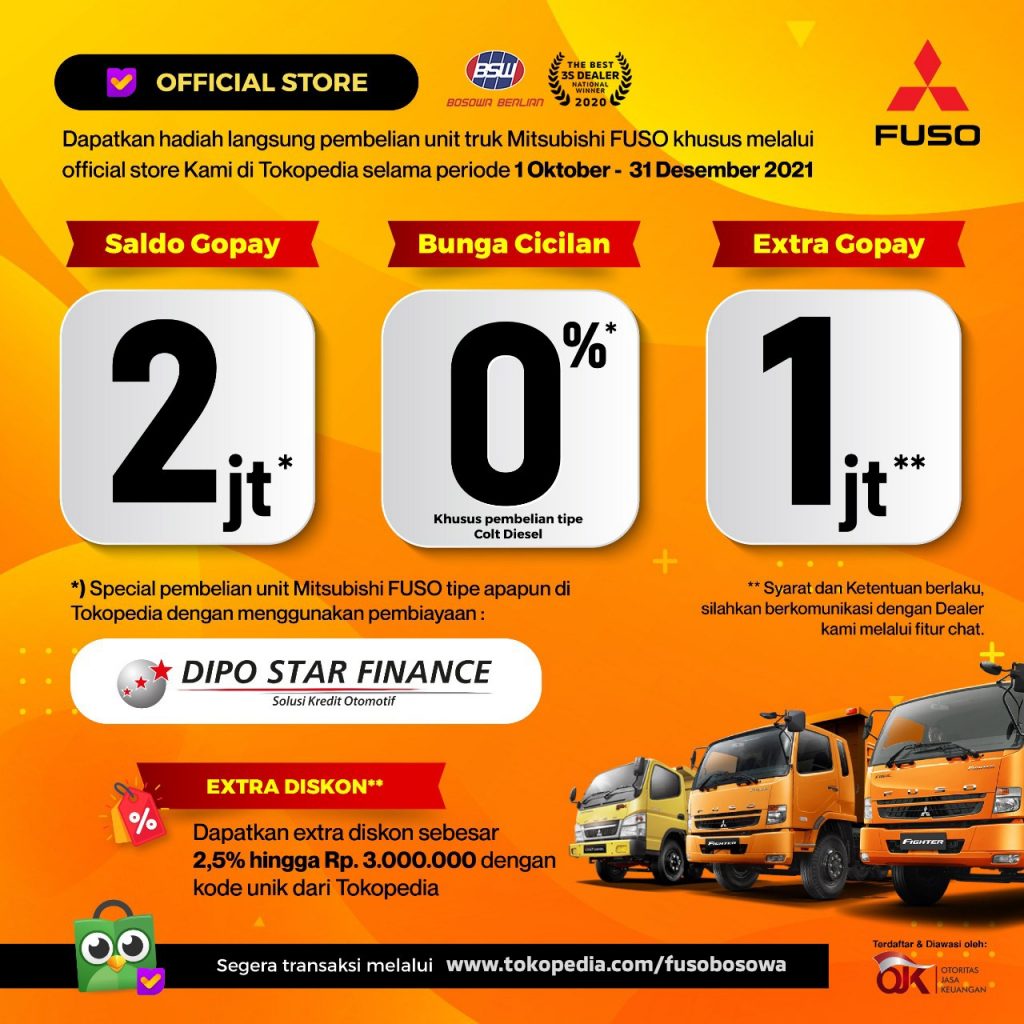 OFFICIAL STORE
BSW
BOSOWA BERLIAN
THE BEST
3S DEALER
NATIONAL
WINNER
2020
FUSO
Dapatkan hadiah langsung pembelian unit truk Mitsubishi FUSO khusus melalui
official store Kami di Tokopedia selama periode 1 Oktober - 31 Desember 2021
Saldo Gopay
2jt*
Bunga Cicilan
0%*
Khusus pembelian tipe
Colt Diesel
Extra Gopay
1jt**
*) Special pembelian unit Mitsubishi FUSO tipe apapun di
Tokopedia dengan menggunakan pembiayaan :
** Syarat dan Ketentuan berlaku,
silahkan berkomunikasi dengan Dealer
kami melalui fitur chat.
DIPO STAR FINANCE
Solusi Kredit Otomotif
EXTRA DISKON**
%
Dapatkan extra diskon sebesar
2,5% hingga Rp. 3.000.000 dengan
kode unik dari Tokopedia
FUSO
FIGHTER
FUSO
FIGHTER
Segera transaksi melalui www.tokopedia.com/fusobosowa
Terdaftar & Diawasi oleh:
OJK
OTORITAS
JASA
KEUANGAN